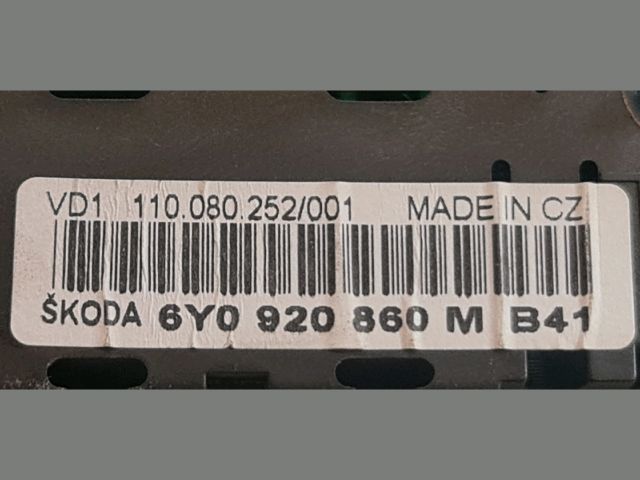 VD1 110.080.252/001 MADE IN CZ
ŠKODA 6Y0 920 860 M B41